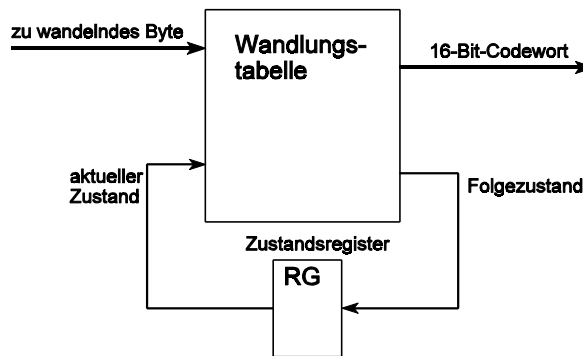 zu wandelndes Byte
Wandlungs-
tabelle
16-Bit-Codewort
aktueller
Zustand
Folgezustand
Zustandsregister
RG